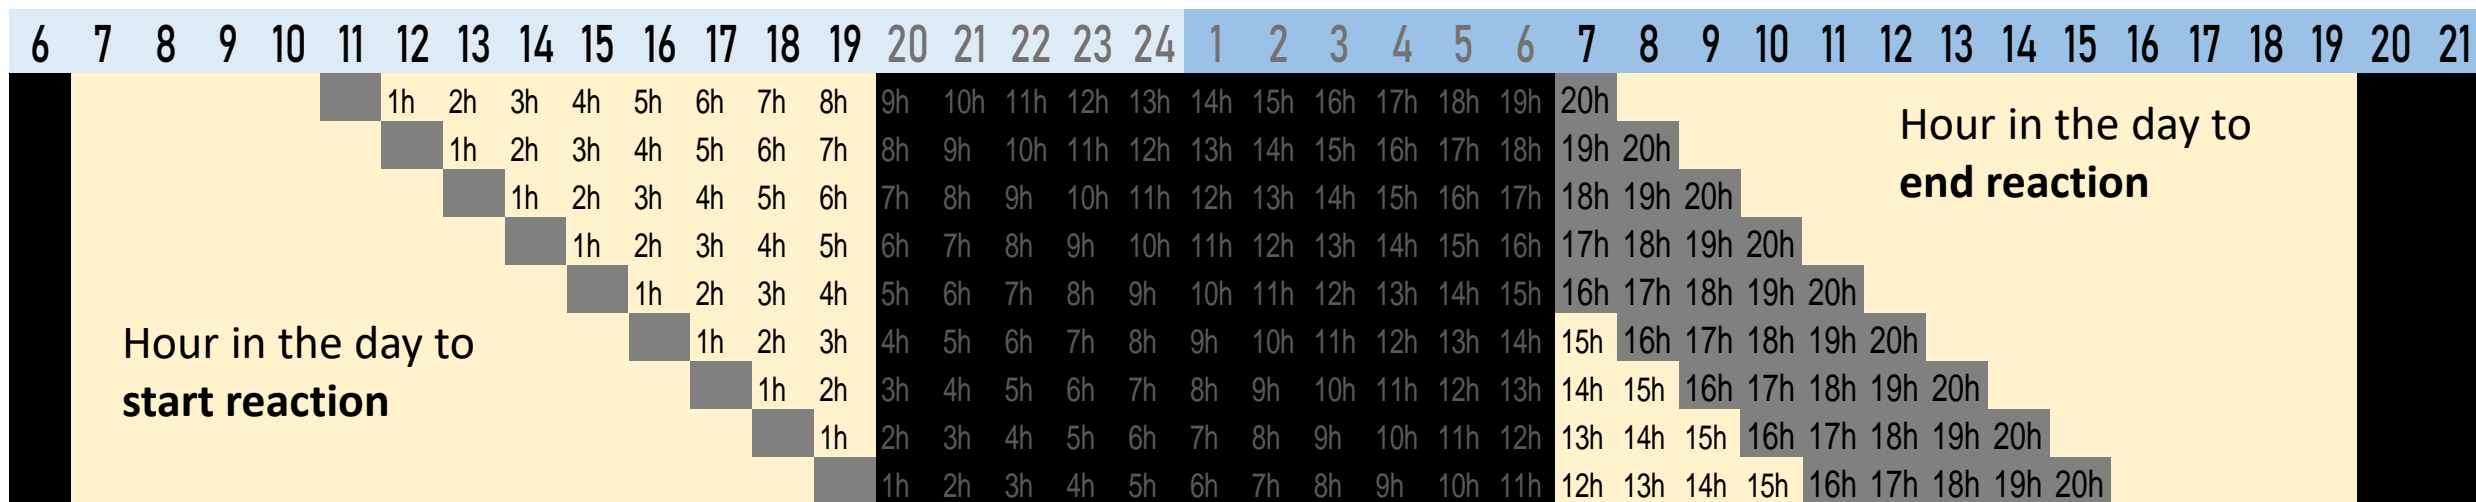 6 7 8 9 10 11 12 13 14 15 16 17 18 19 20 21 22 23 24 1 2 3 4 5 6 7 8 9 10 11 12 13 14 15 16 17 18 19 20 21
1h 2h 3h 4h 5h 6h 7h 8h 9h 10h 11h 12h 13h 14h 15h 16h 17h 18h 19h 20h
Hour in the day to
1h 2h 3h 4h 5h 6h 7h 8h 9h 10h 11h 12h 13h 14h 15h 16h 17h 18h 19h 20h
end reaction
1h 2h 3h 4h 5h 6h 7h 8h 9h 10h 11h 12h 13h 14h 15h 16h 17h 18h 19h 20h
1h 2h 3h 4h 5h 6h 7h 8h 9h 10h 11h 12h 13h 14h 15h 16h 17h 18h 19h 20h
1h 2h 3h 4h 5h 6h 7h 8h 9h 10h 11h 12h 13h 14h 15h 16h 17h 18h 19h 20h
Hour in the day to
1h 2h 3h 4h 5h 6h 7h 8h 9h 10h 11h 12h 13h 14h 15h 16h 17h 18h 19h 20h
start reaction
1h 2h 3h 4h 5h 6h 7h 8h 9h 10h 11h 12h 13h 14h 15h 16h 17h 18h 19h 20h
1h 2h 3h 4h 5h 6h 7h 8h 9h 10h 11h 12h 13h 14h 15h 16h 17h 18h 19h 20h
1h 2h 3h 4h 5h 6h 7h 8h 9h 10h 11h 12h 13h 14h 15h 16h 17h 18h 19h 20h